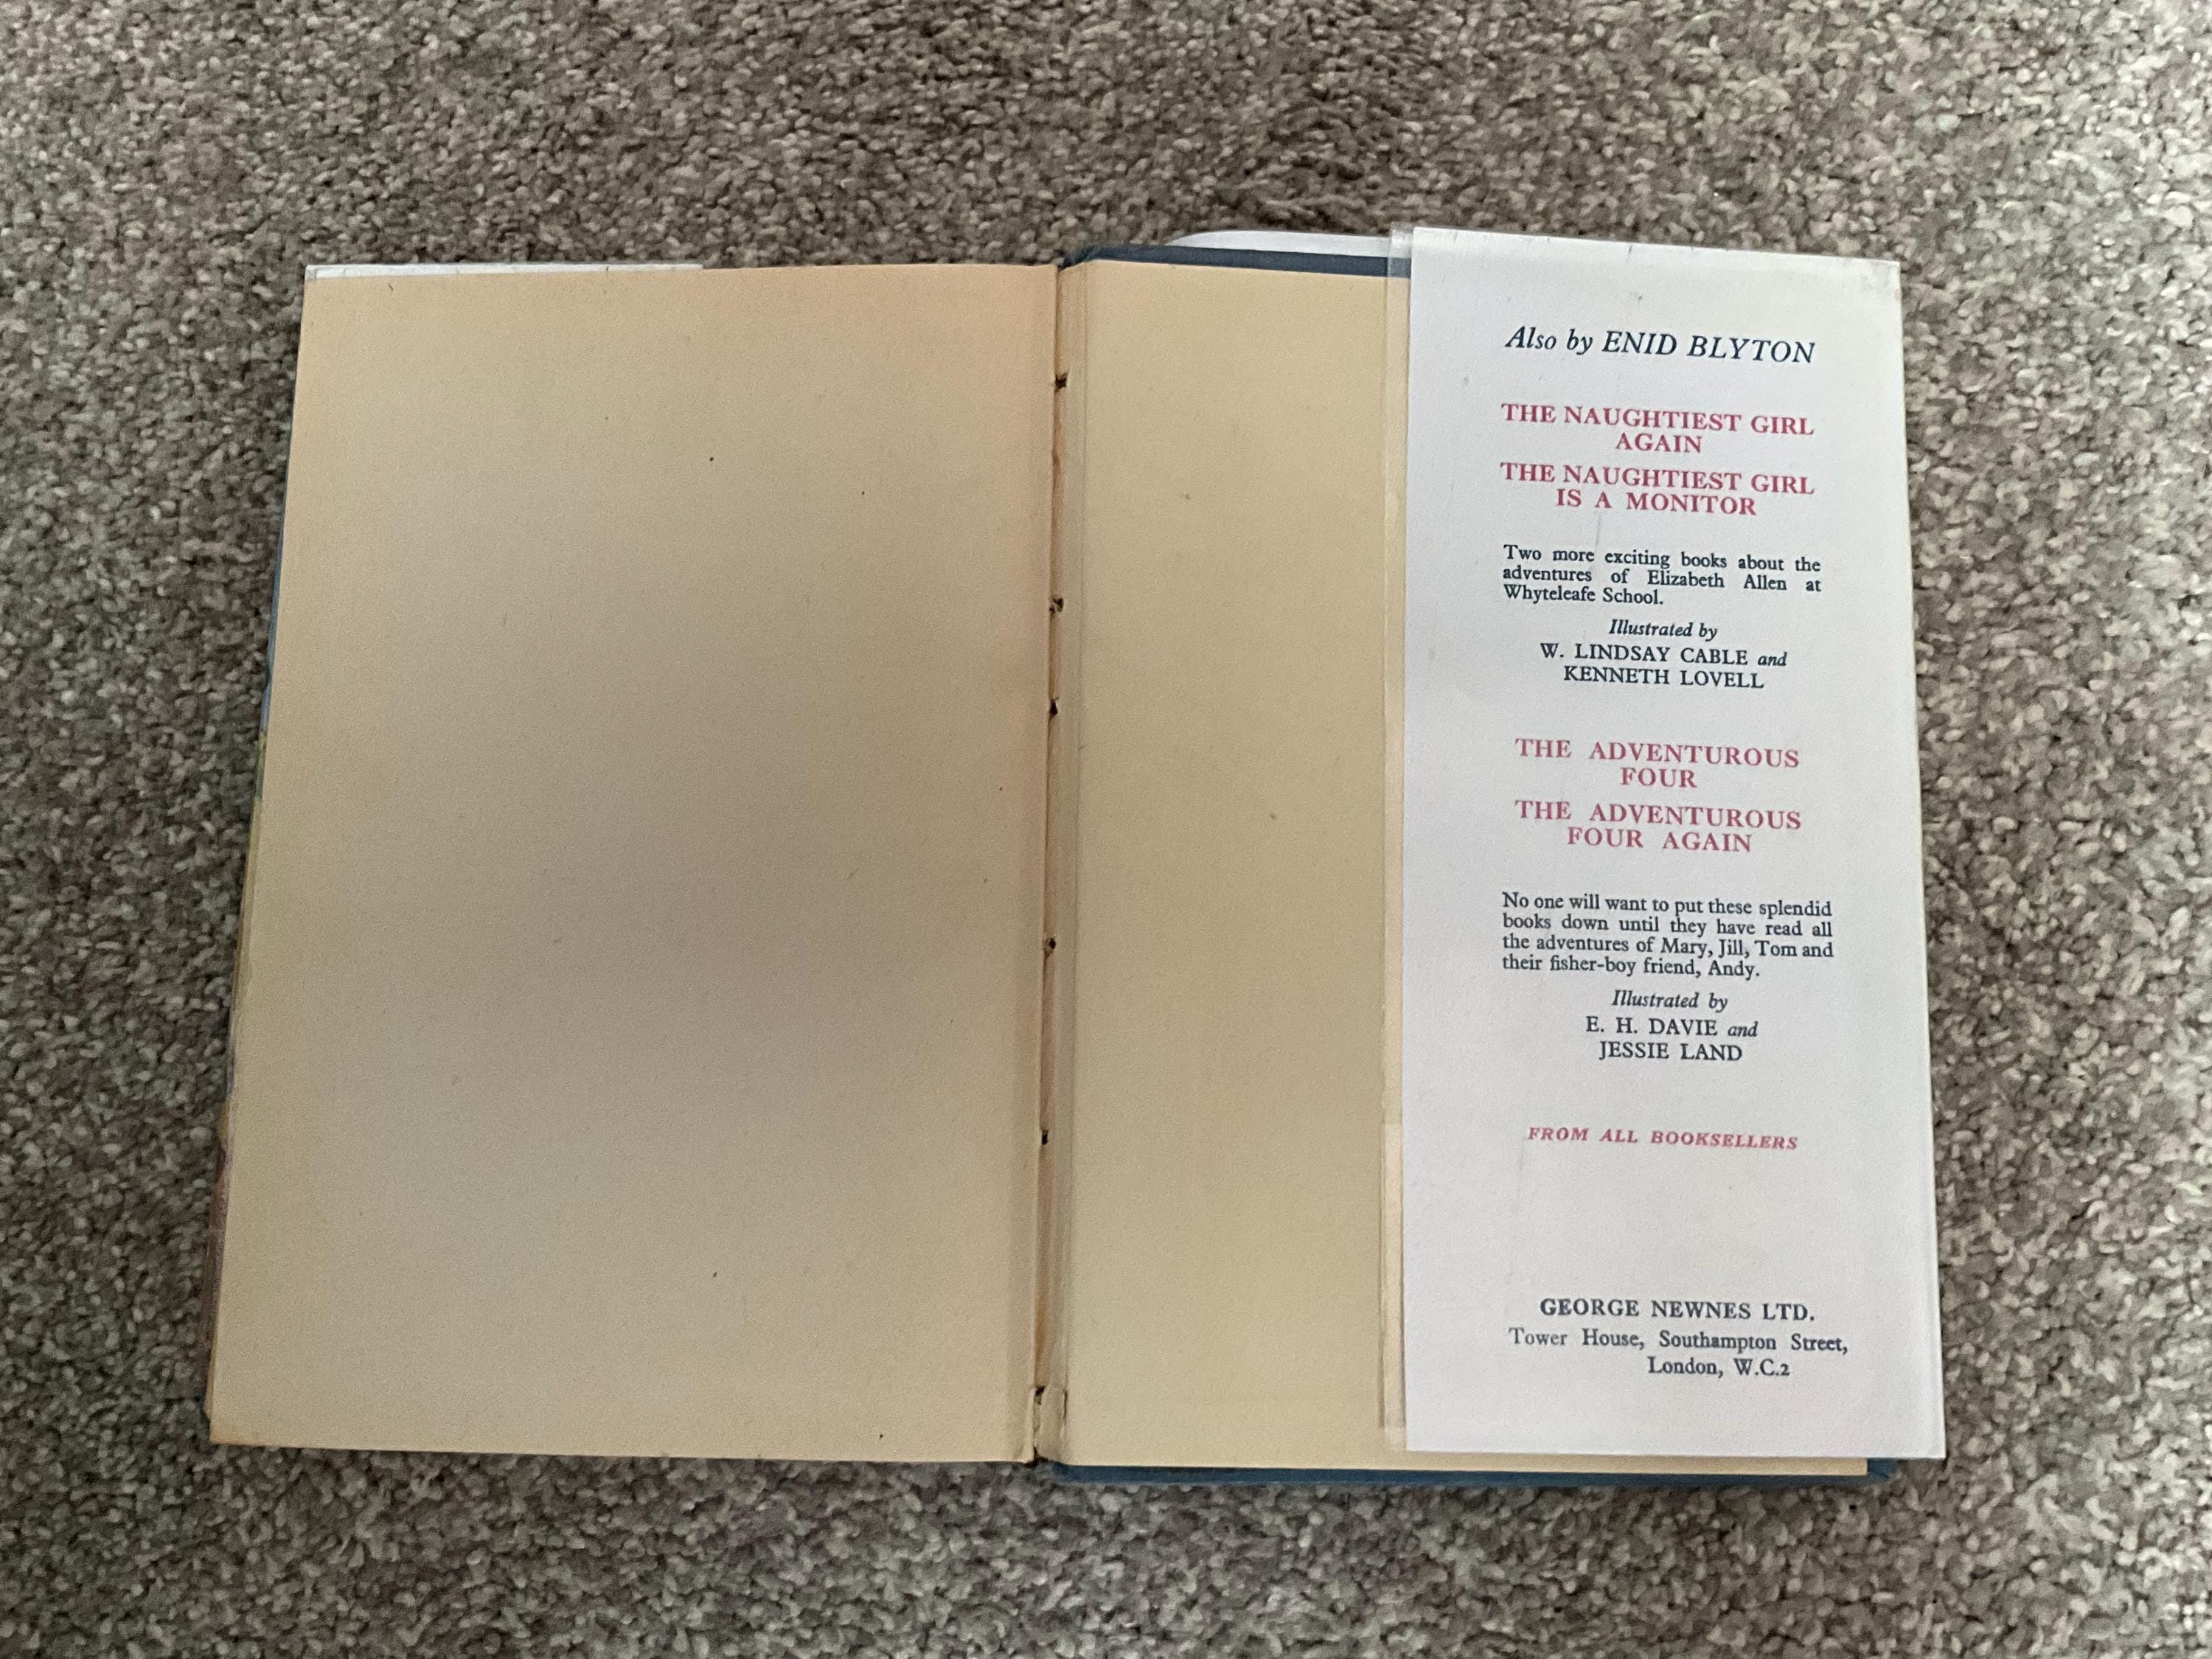 Also by ENID BLYTON
THE NAUGHTIEST GIRL
AGAIN
THE NAUGHTIEST GIRL
IS A MONITOR
Two more exciting books about the
adventures of Elizabeth Allen at
Whyteleafe School.
Illustrated by
W. LINDSAY CABLE and
KENNETH LOVELL
THE ADVENTUROUS
FOUR
THE ADVENTUROUS
FOUR AGAIN
No one will want to put these splendid
books down until they have read all
the adventures of Mary, Jill, Tom and
their fisher-boy friend, Andy.
Illustrated by
E. H. DAVIE and
JESSIE LAND
FROM ALL BOOKSELLERS
GEORGE NEWNES LTD.
Tower House, Southampton Street,
London, W.C.2